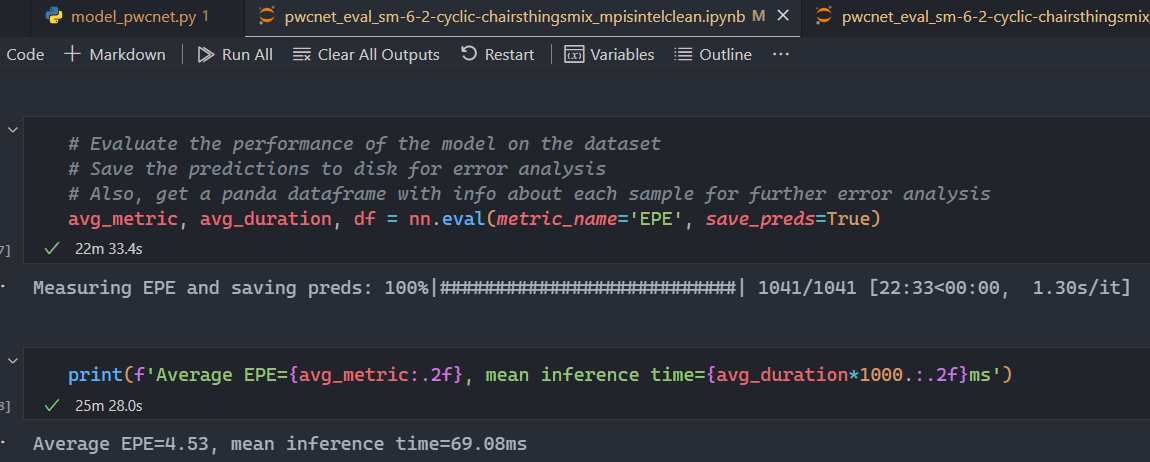 model_pwcnet.py 1 pwcnet_eval_sm-6-2-cyclic-chairsthingsmix_mpisintelclean.ipynb M pwcnet_eval_sm-6-2-cyclic-chairsthingsmix
Code Markdown Run All Clear All Outputs Restart Variables Outline ...
# Evaluate the performance of the model on the dataset
# Save the predictions to disk for error analysis
# Also, get a panda dataframe with info about each sample for further error analysis
avg_metric, avg_duration, df = nn.eval(metric_name='EPE', save_preds=True)
7] 22m 33.4s
Measuring EPE and saving preds: 100%|###########################| 1041/1041 [22:33<00:00,  1.30s/it]
print(f'Average EPE={avg_metric:.2f}, mean inference time={avg_duration*1000.:.2f}ms')
8] 25m 28.0s
Average EPE=4.53, mean inference time=69.08ms